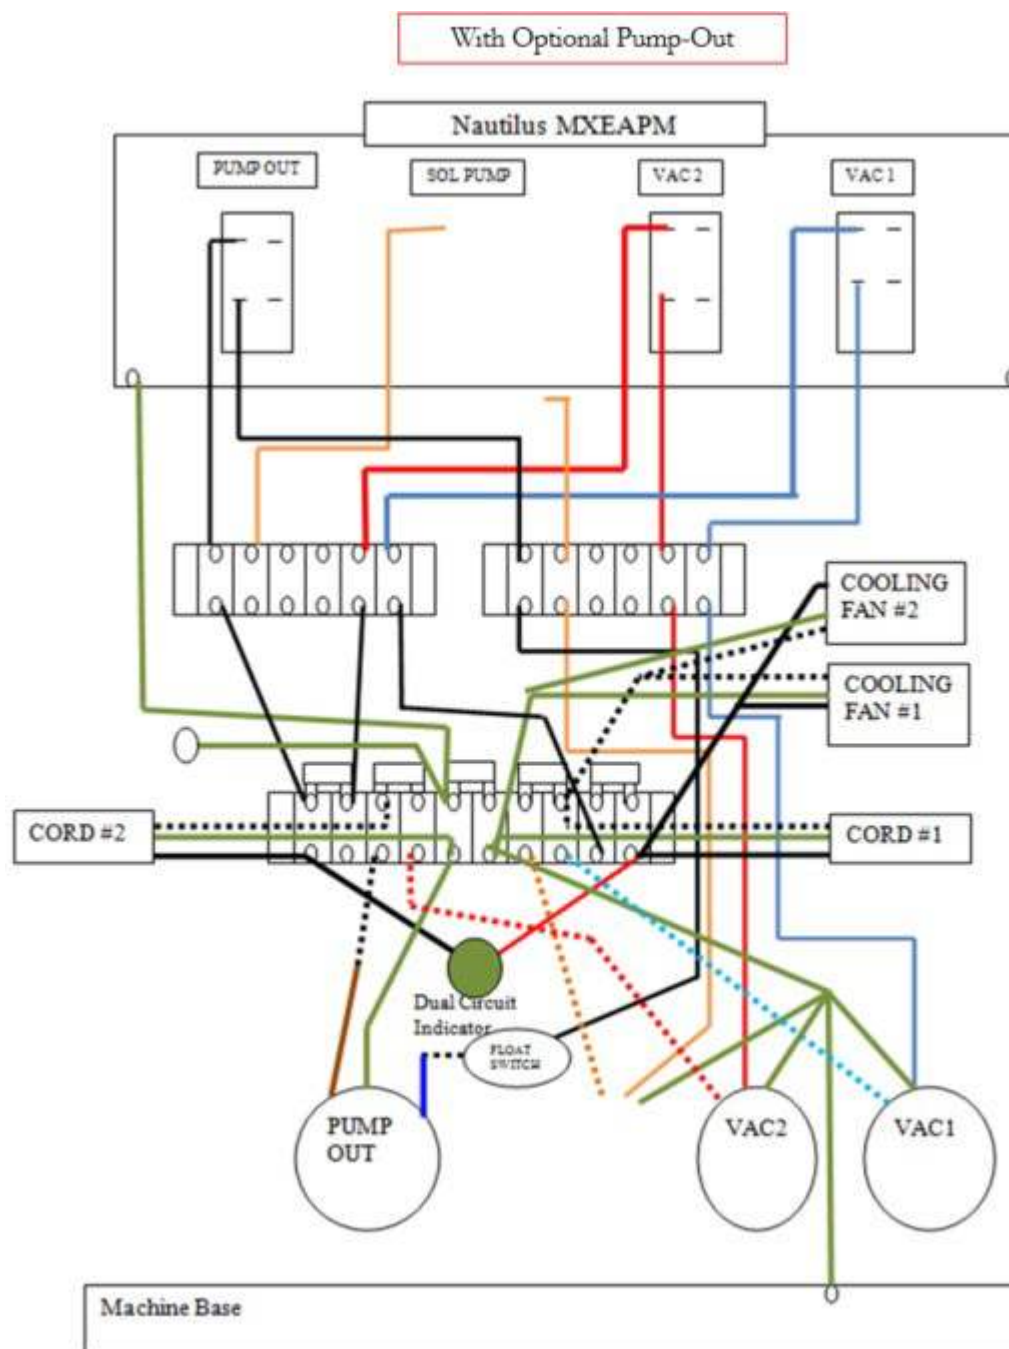 With Optional Pump-Out
Nautilus MXEAPM
PUMP OUT
SOL PUMP
VAC 2
VAC 1
COOLING
FAN #2
COOLING
FAN #1
CORD #2
CORD #1
Dual Circuit
Indicator
FLOAT
SWITCH
PUMP
OUT
VAC2
VAC1
Machine Base